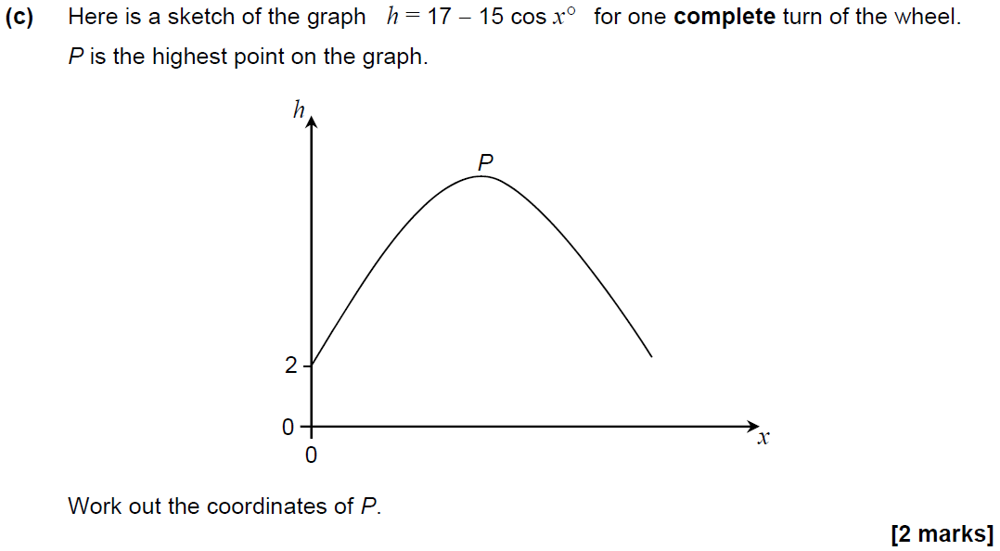 (c) Here is a sketch of the graph h = 17 – 15 cos x° for one complete turn of the wheel.
P is the highest point on the graph.
h
P
2
0
x
0
Work out the coordinates of P.
[2 marks]